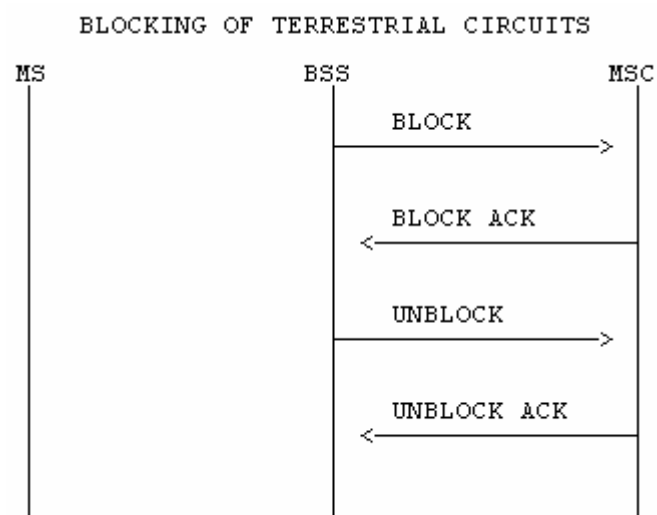 BLOCKING OF TERRESTRIAL CIRCUITS
MS BSS MSC
BLOCK
BLOCK ACK
UNBLOCK
UNBLOCK ACK